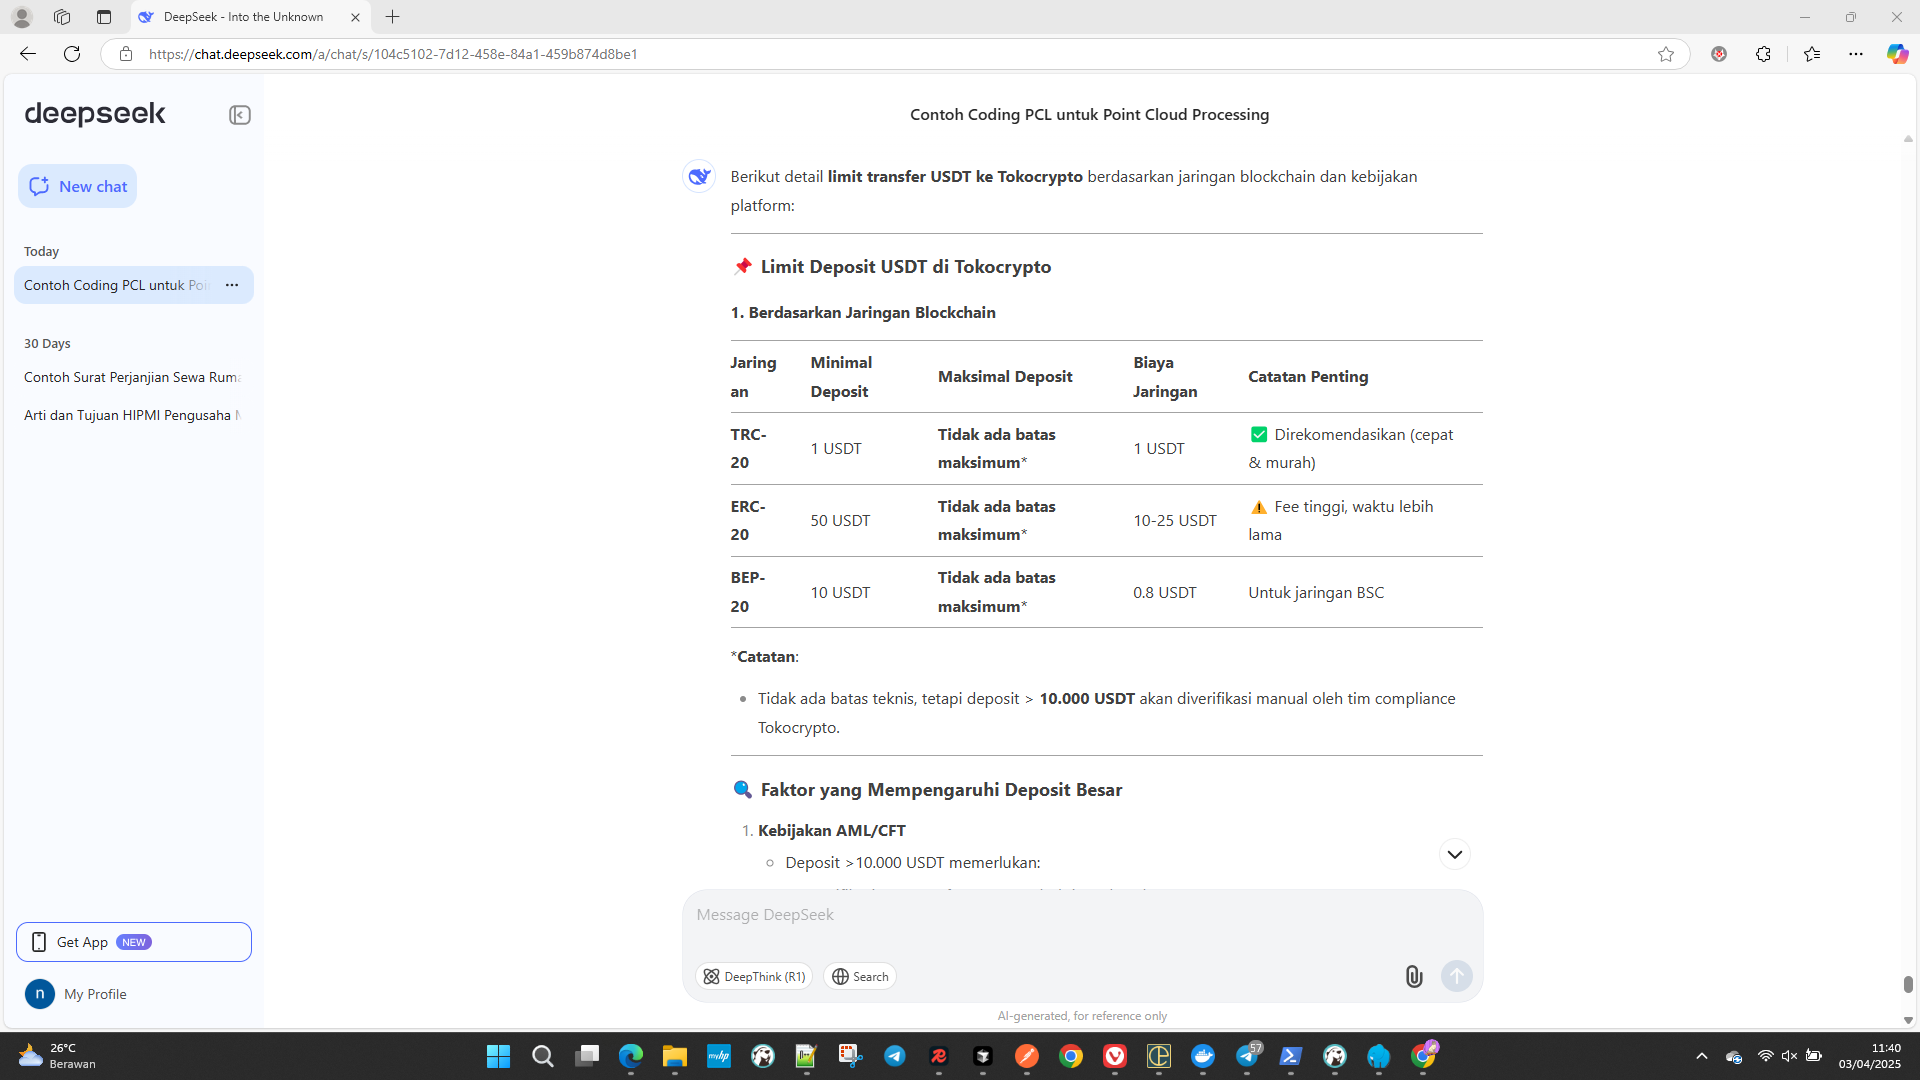 DeepSeek - Into the Unknown
https://chat.deepseek.com/a/chat/s/104c5102-7d12-458e-84a1-459b874d8be1
deepseek
New chat
Today
Contoh Coding PCL untuk Poi
30 Days
Contoh Surat Perjanjian Sewa Ruma
Arti dan Tujuan HIPMI Pengusaha M
Get App NEW
n My Profile
Contoh Coding PCL untuk Point Cloud Processing
Berikut detail limit transfer USDT ke Tokocrypto berdasarkan jaringan blockchain dan kebijakan
platform:
📌 Limit Deposit USDT di Tokocrypto
1. Berdasarkan Jaringan Blockchain
Jaring
an
Minimal
Deposit
Maksimal Deposit
Biaya
Jaringan
Catatan Penting
TRC-
20
1 USDT
Tidak ada batas
maksimum*
1 USDT
✅ Direkomendasikan (cepat
& murah)
ERC-
20
50 USDT
Tidak ada batas
maksimum*
10-25 USDT
⚠️ Fee tinggi, waktu lebih
lama
BEP-
20
10 USDT
Tidak ada batas
maksimum*
0.8 USDT
Untuk jaringan BSC
*Catatan:
• Tidak ada batas teknis, tetapi deposit > 10.000 USDT akan diverifikasi manual oleh tim compliance
Tokocrypto.
🔍 Faktor yang Mempengaruhi Deposit Besar
1. Kebijakan AML/CFT
○ Deposit >10.000 USDT memerlukan:
Message DeepSeek
DeepThink (R1)
Search
AI-generated, for reference only
26°C
Berawan
myhp
57
11:40
03/04/2025